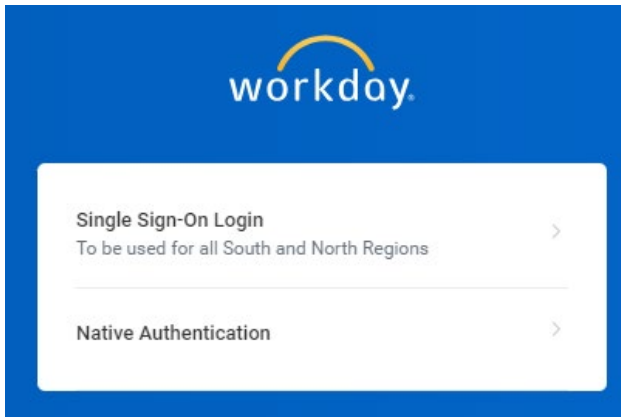 workday.
Single Sign-On Login
To be used for all South and North Regions
Native Authentication